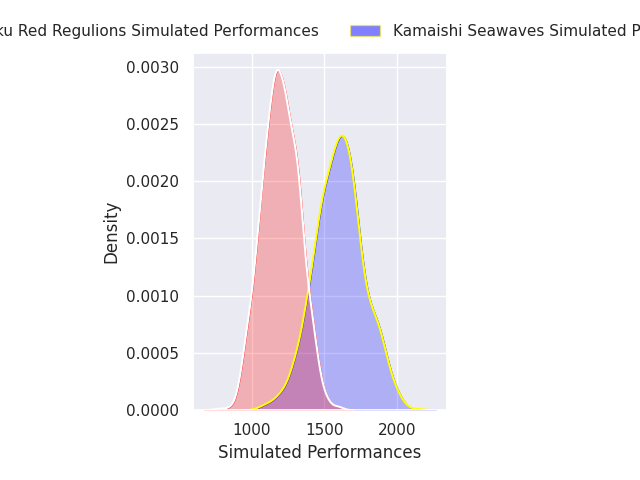 Red Regulions Simulated Performances
Kamaishi Seawaves Simulated
0.0030
0.0025
0.0020
0.0015
0.0010
0.0005
0.0000
Density
1000 1500 2000
Simulated Performances